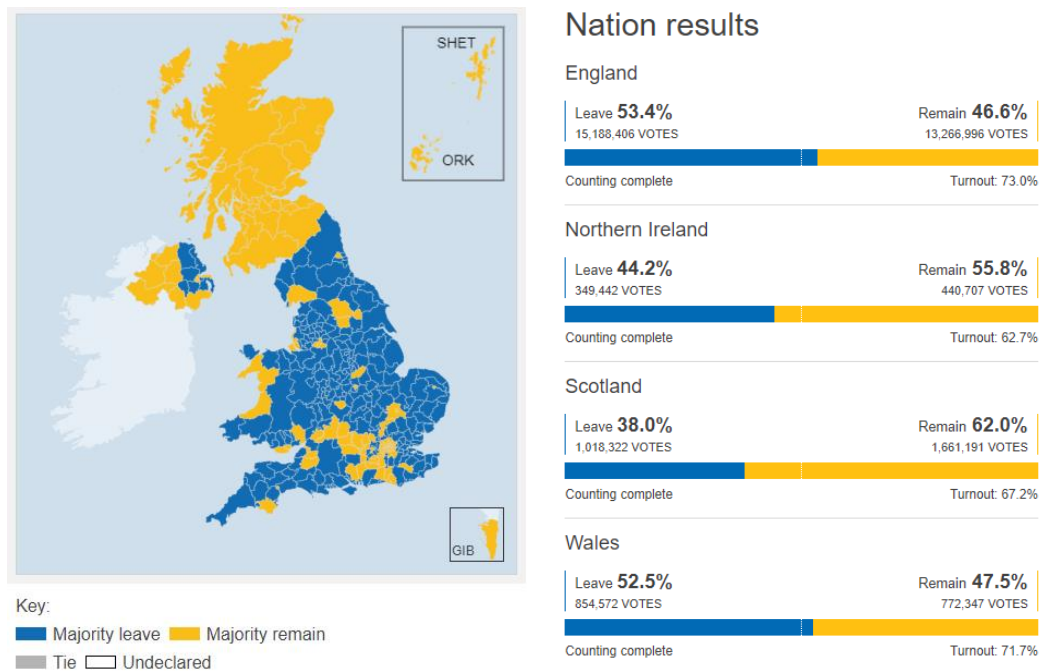 SHET
ORK
GIB
Key:
Majority leave Majority remain
Tie Undeclared
Nation results
England
Leave 53.4% Remain 46.6%
15,188,406 VOTES 13,266,996 VOTES
Counting complete Turnout: 73.0%
Northern Ireland
Leave 44.2% Remain 55.8%
349,442 VOTES 440,707 VOTES
Counting complete Turnout: 62.7%
Scotland
Leave 38.0% Remain 62.0%
1,018,322 VOTES 1,661,191 VOTES
Counting complete Turnout: 67.2%
Wales
Leave 52.5% Remain 47.5%
854,572 VOTES 772,347 VOTES
Counting complete Turnout: 71.7%